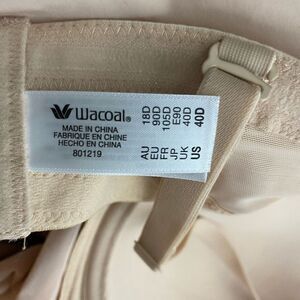 Wacoal®
MADE IN CHINA
FABRIQUÉ EN CHINE
HECHO EN CHINA
801219
AU 18D
EU 90D
FR 105D
JP E90
UK 40D
US 40D